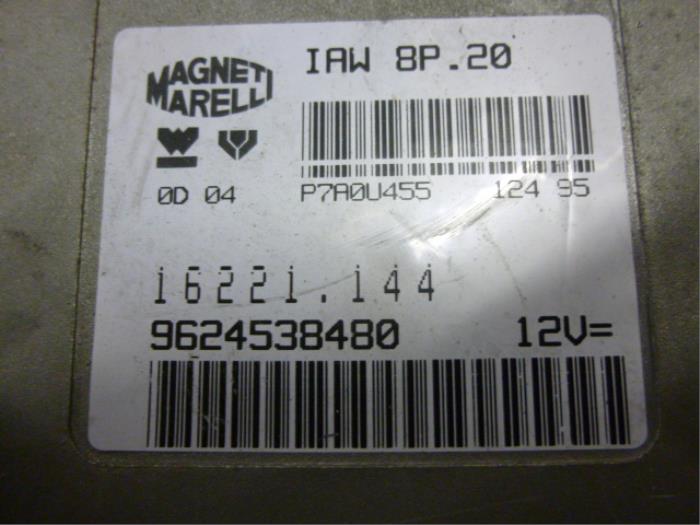 MAGNETI MARELLI
IAW 8P.20
0D 04
P7A0U455 124 95
16221.144
9624538480 12V=